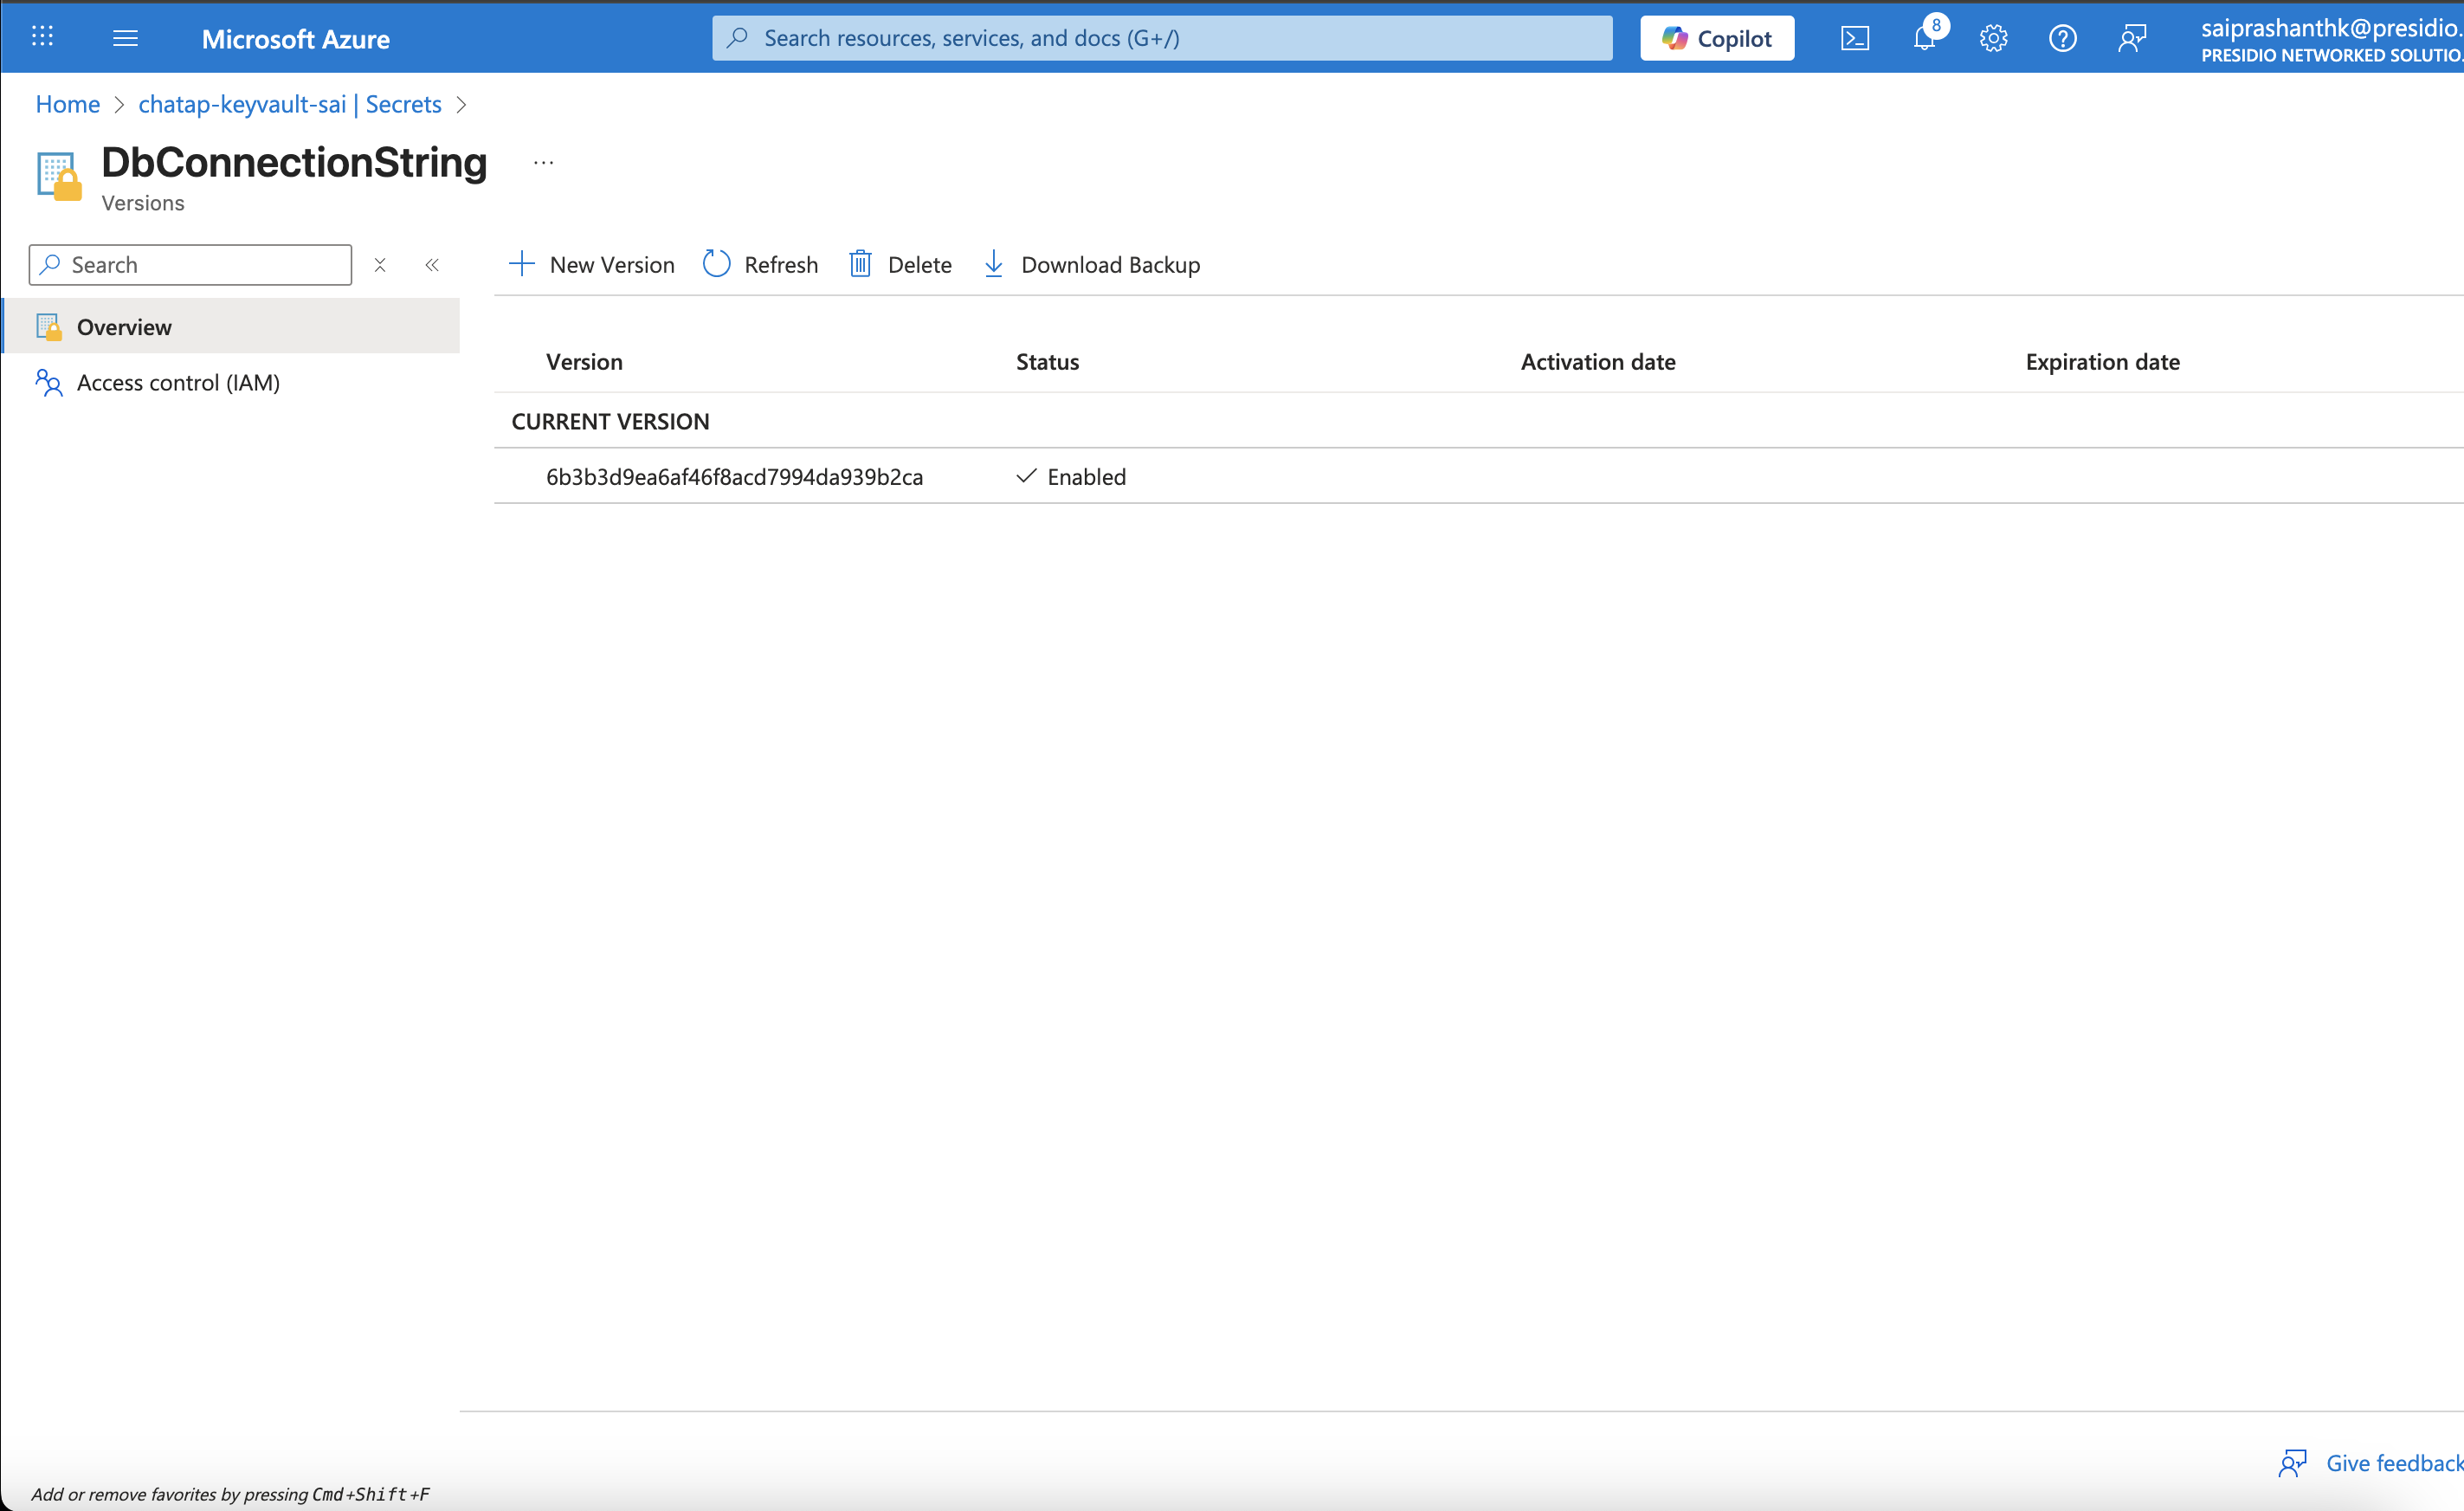 Microsoft Azure
Search resources, services, and docs (G+/)
Copilot
8
saiprashanthk@presidio.
PRESIDIO NETWORKED SOLUTIO
Home > chatap-keyvault-sai | Secrets >
DbConnectionString
...
Versions
Search
Overview
Access control (IAM)
New Version
Refresh
Delete
Download Backup
Version Status Activation date Expiration date
CURRENT VERSION
6b3b3d9ea6af46f8acd7994da939b2ca Enabled
Give feedback
Add or remove favorites by pressing Cmd+Shift+F